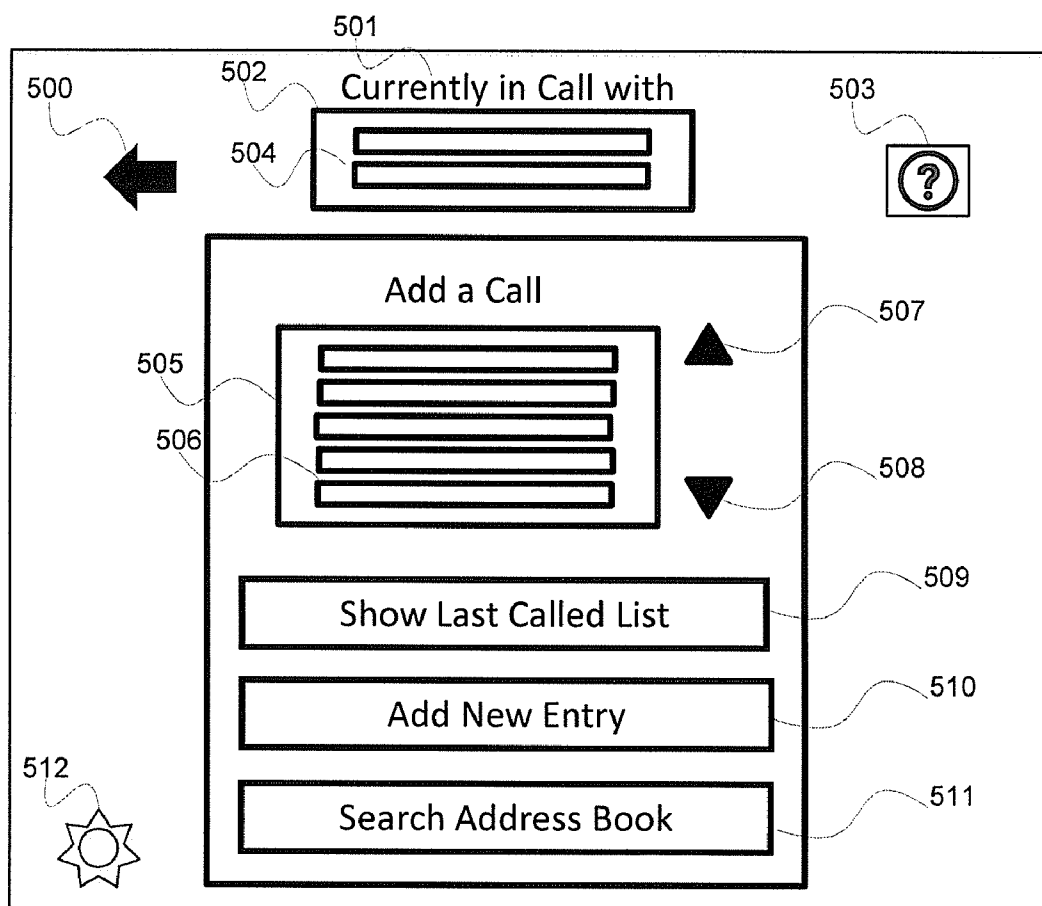 501
502
Currently in Call with
500
503
504
?
Add a Call
507
505
506
508
509
Show Last Called List
510
Add New Entry
512
511
Search Address Book